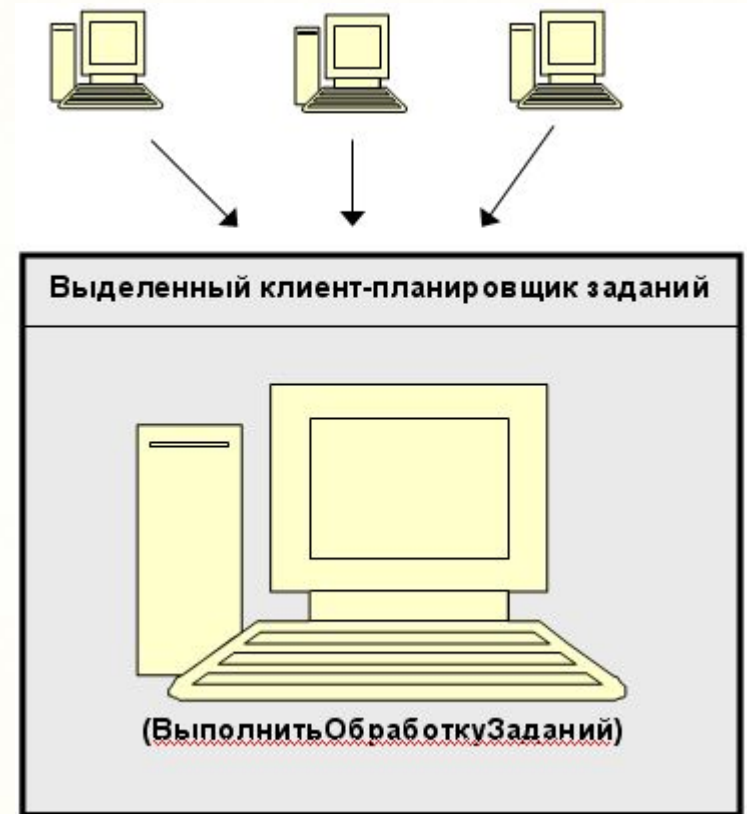 Выделенный клиент-планировщик заданий
(ВыполнитьОбработкуЗаданий)